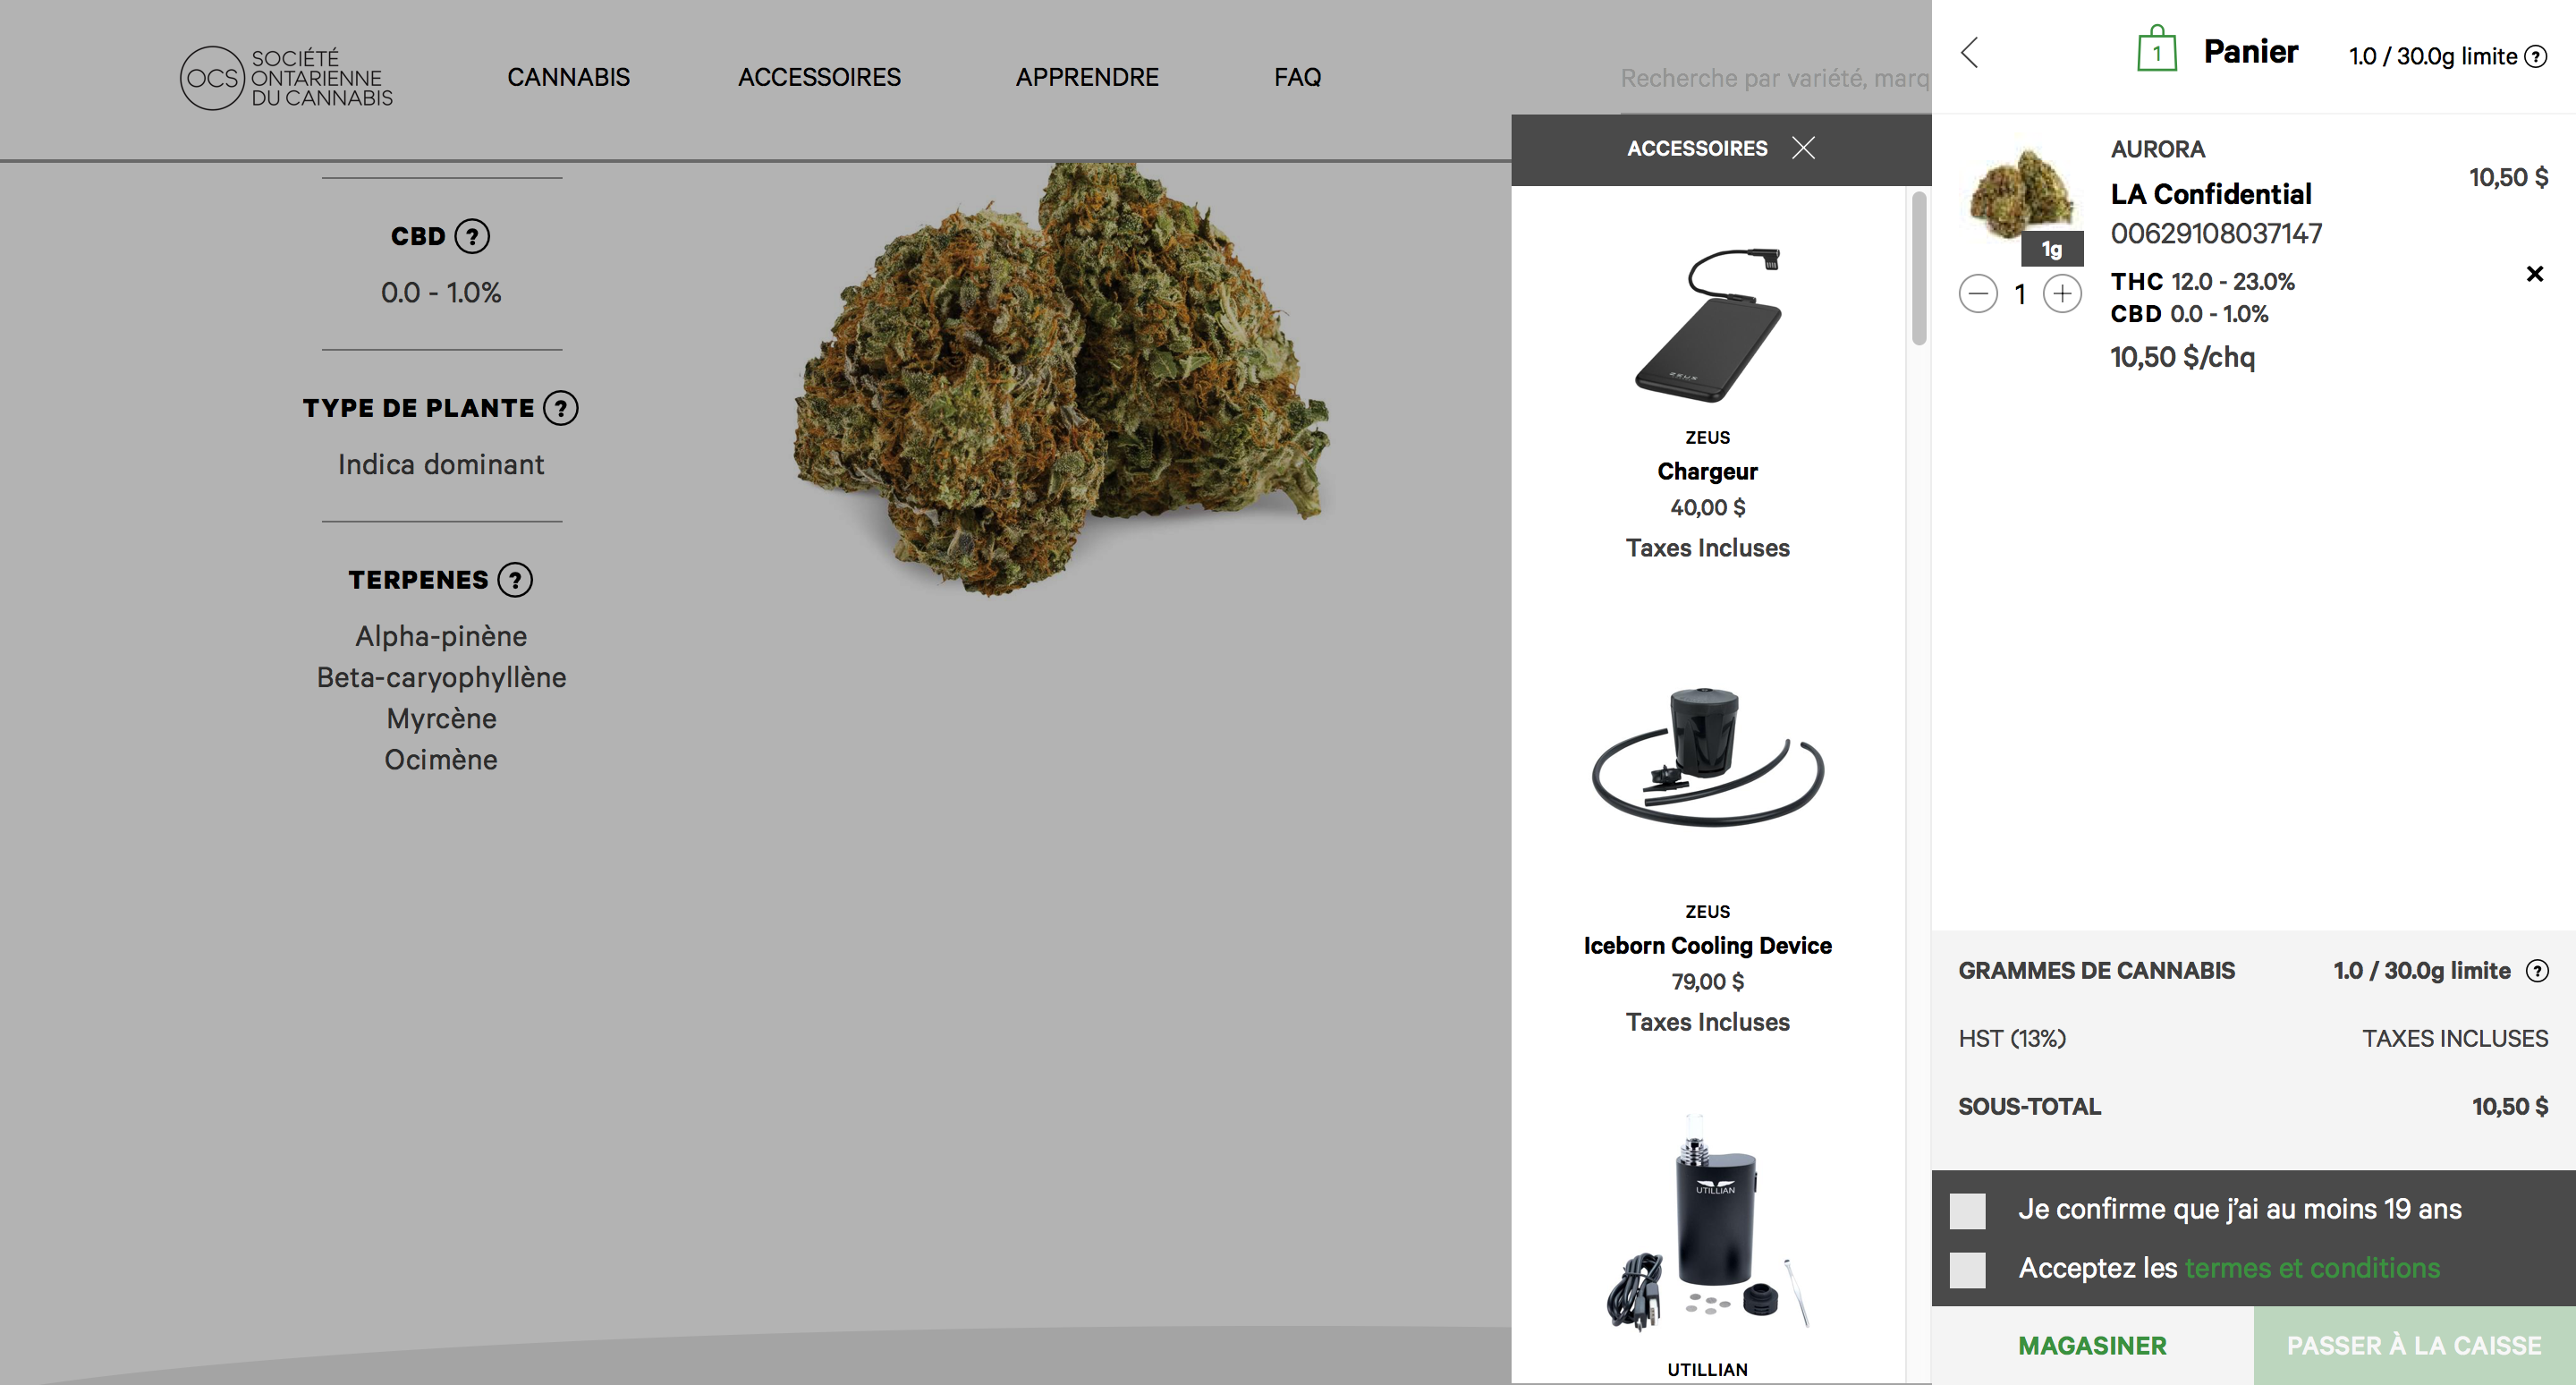 OCS
SOCIÉTÉ
ONTARIENNE
DU CANNABIS
CANNABIS
ACCESSOIRES
APPRENDRE
FAQ
Recherche par variété, marq
CBD ?
0.0 - 1.0%
TYPE DE PLANTE ?
Indica dominant
TERPENES ?
Alpha-pinène
Beta-caryophyllène
Myrcène
Ocimène
ACCESSOIRES
ZEUS
ZEUS
Chargeur
40,00 $
Taxes Incluses
ZEUS
Iceborn Cooling Device
79,00 $
Taxes Incluses
UTILLIAN
UTILLIAN
1
Panier
1.0 / 30.0g limite ?
AURORA
LA Confidential
10,50 $
00629108037147
1g
1
THC 12.0 - 23.0%
CBD 0.0 - 1.0%
10,50 $/chq
GRAMMES DE CANNABIS
1.0 / 30.0g limite ?
HST (13%)
TAXES INCLUSES
SOUS-TOTAL
10,50 $
Je confirme que j'ai au moins 19 ans
Acceptez les termes et conditions
MAGASINER
PASSER À LA CAISSE